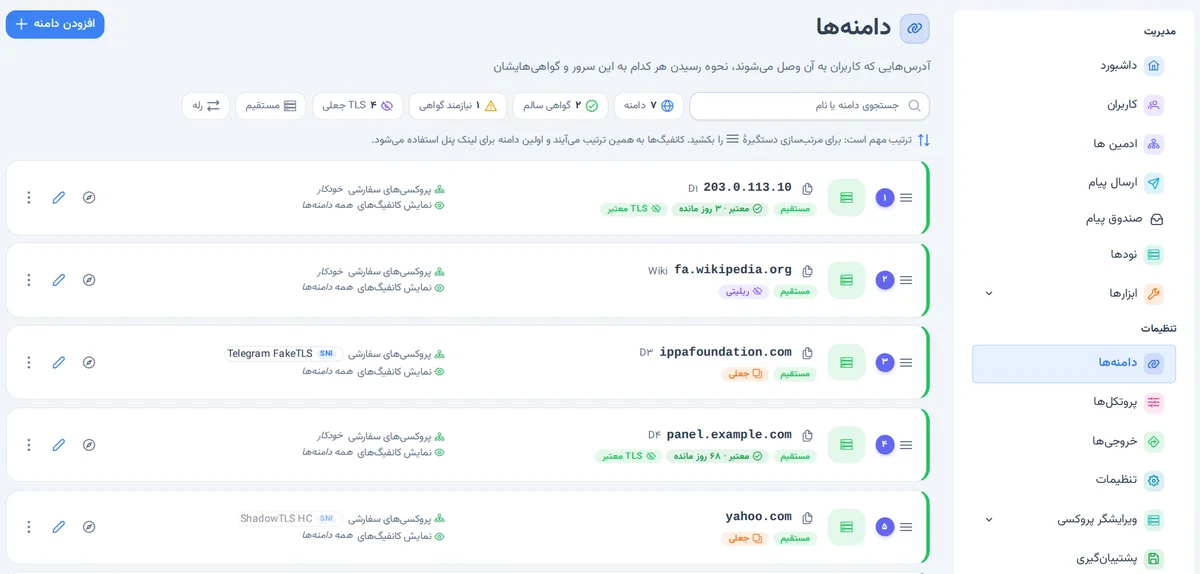 مدیریت
داشبورد
کاربران
ادمین ها
ارسال پیام
صندوق پیام
نودها
ابزارها
تنظیمات
دامنه‌ها
پروتکل‌ها
خروجی‌ها
تنظیمات
ویرایشگر پروکسی
پشتیبان‌گیری
دامنه‌ها
افزودن دامنه +
آدرس‌هایی که کاربران به آن وصل می‌شوند، نحوه رسیدن هر کدام به این سرور و گواهی‌هایشان
جستجوی دامنه یا نام
۷ دامنه
۲ گواهی سالم
۱ نیازمند گواهی
۴ TLS جعلی
مستقیم
رله
ترتیب مهم است: برای مرتب‌سازی دستگیرهٔ ☰ را بکشید. کانفیگ‌ها به همین ترتیب می‌آیند و اولین دامنه برای لینک پنل استفاده می‌شود.
۱
203.0.113.10 D۱
مستقیم معتبر · ۳ روز مانده TLS معتبر
پروکسی‌های سفارشی خودکار
نمایش کانفیگ‌های همه دامنه‌ها
۲
fa.wikipedia.org Wiki
مستقیم ریلیتی
پروکسی‌های سفارشی خودکار
نمایش کانفیگ‌های همه دامنه‌ها
۳
ippafoundation.com D۳
مستقیم جعلی
پروکسی‌های سفارشی SNI Telegram FakeTLS
نمایش کانفیگ‌های همه دامنه‌ها
۴
panel.example.com D۴
مستقیم معتبر · ۶۸ روز مانده TLS معتبر
پروکسی‌های سفارشی خودکار
نمایش کانفیگ‌های همه دامنه‌ها
۵
yahoo.com
مستقیم جعلی
پروکسی‌های سفارشی SNI ShadowTLS HC
نمایش کانفیگ‌های همه دامنه‌ها